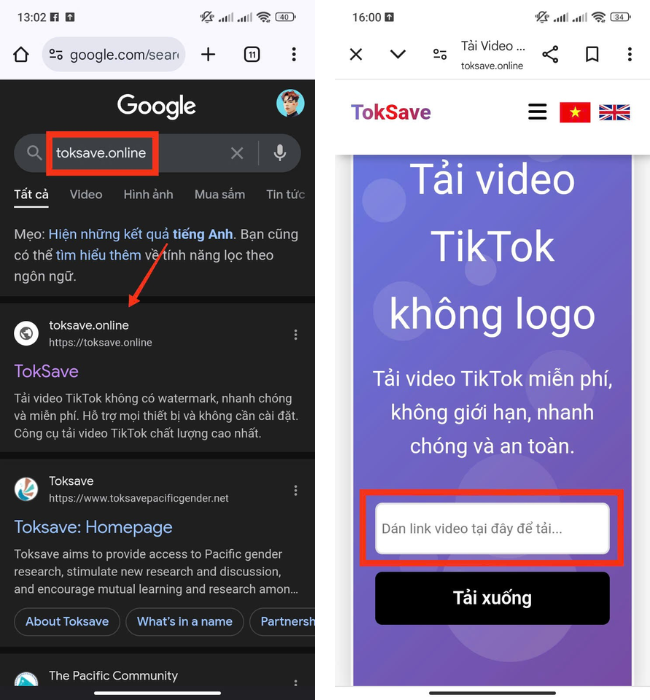 13:02
40
google.com/sear
11
Google
toksave.online
Tất cả
Video
Hình ảnh
Mua sắm
Tin tức
Mẹo: Hiện những kết quả tiếng Anh. Bạn cũng
có thể tìm hiểu thêm về tính năng lọc theo
ngôn ngữ.
toksave.online
https://toksave.online
TokSave
Tải video TikTok không có watermark, nhanh chóng
và miễn phí. Hỗ trợ mọi thiết bị và không cần cài đặt.
Công cụ tải video TikTok chất lượng cao nhất.
Toksave
https://www.toksavepacificgender.net
Toksave: Homepage
Toksave aims to provide access to Pacific gender
research, stimulate new research and discussion,
and encourage mutual learning and research amon...
About Toksave
What's in a name
Partnersh
The Pacific Community
16:00
34
Tải Video ...
toksave.online
TokSave
Tải video
TikTok
không logo
Tải video TikTok miễn phí,
không giới hạn, nhanh
chóng và an toàn.
Dán link video tại đây để tải...
Tải xuống